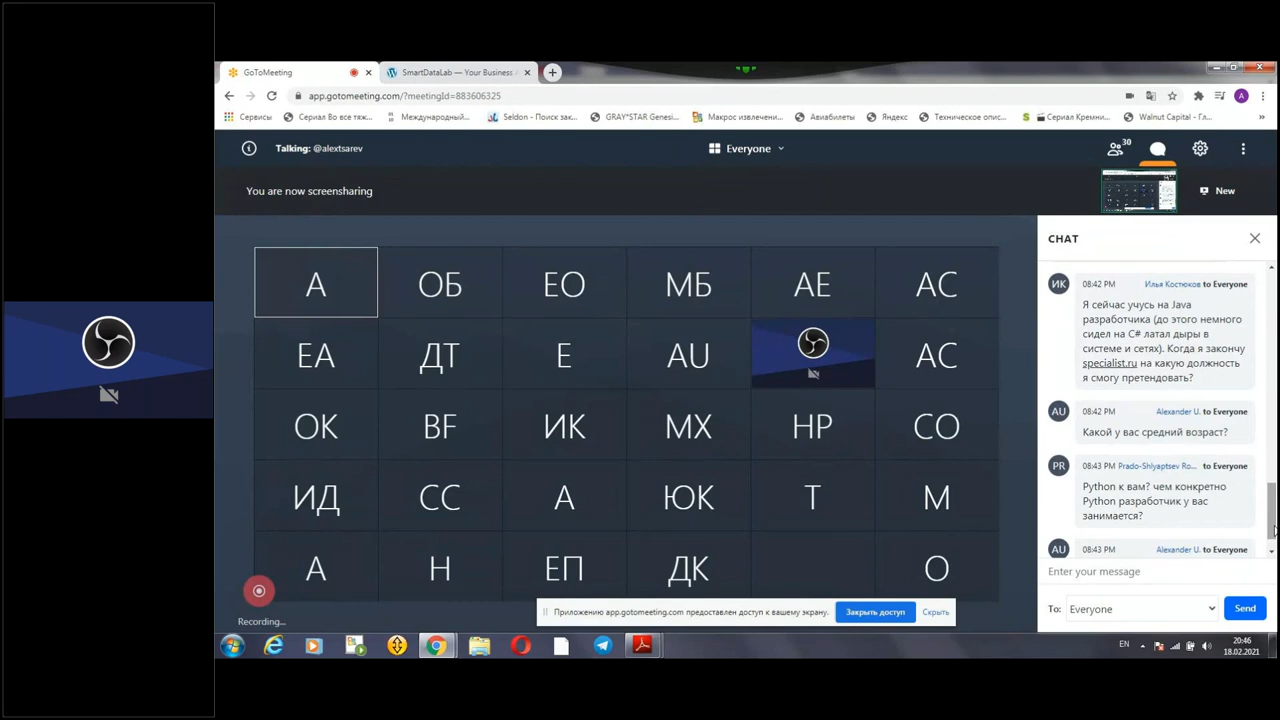 GoToMeeting
SmartDataLab — Your Business
app.gotomeeting.com/?meetingId=883606325
A
Сервисы
Сериал Во все тяж...
Международный...
Seldon - Поиск зак...
GRAY*STAR Genesi...
Макрос извлечени...
Авиабилеты
Яндекс
Техническое опис...
S
Сериал Кремни...
Walnut Capital - Гл...
»
Talking: @alextsarev
Everyone
30
You are now screensharing
New
А ОБ ЕО МБ АЕ АС
ЕА ДТ Е AU АС
ОК BF ИК МХ НР СО
ИД СС А ЮК Т М
А Н ЕП ДК О
Recording...
CHAT
ИК 08:42 PM Илья Костюков to Everyone
Я сейчас учусь на Java
разработчика (до этого немного
сидел на C# латал дыры в
системе и сетях). Когда я закончу
specialist.ru на какую должность
я смогу претендовать?
AU 08:42 PM Alexander U. to Everyone
Какой у вас средний возраст?
PR 08:43 PM Prado-Shlyaptsev Ro... to Everyone
Python к вам? чем конкретно
Python разработчик у вас
занимается?
AU 08:43 PM Alexander U. to Everyone
Enter your message
To: Everyone Send
Приложению app.gotomeeting.com предоставлен доступ к вашему экрану. Закрыть доступ Скрыть
EN
20:46
18.02.2021